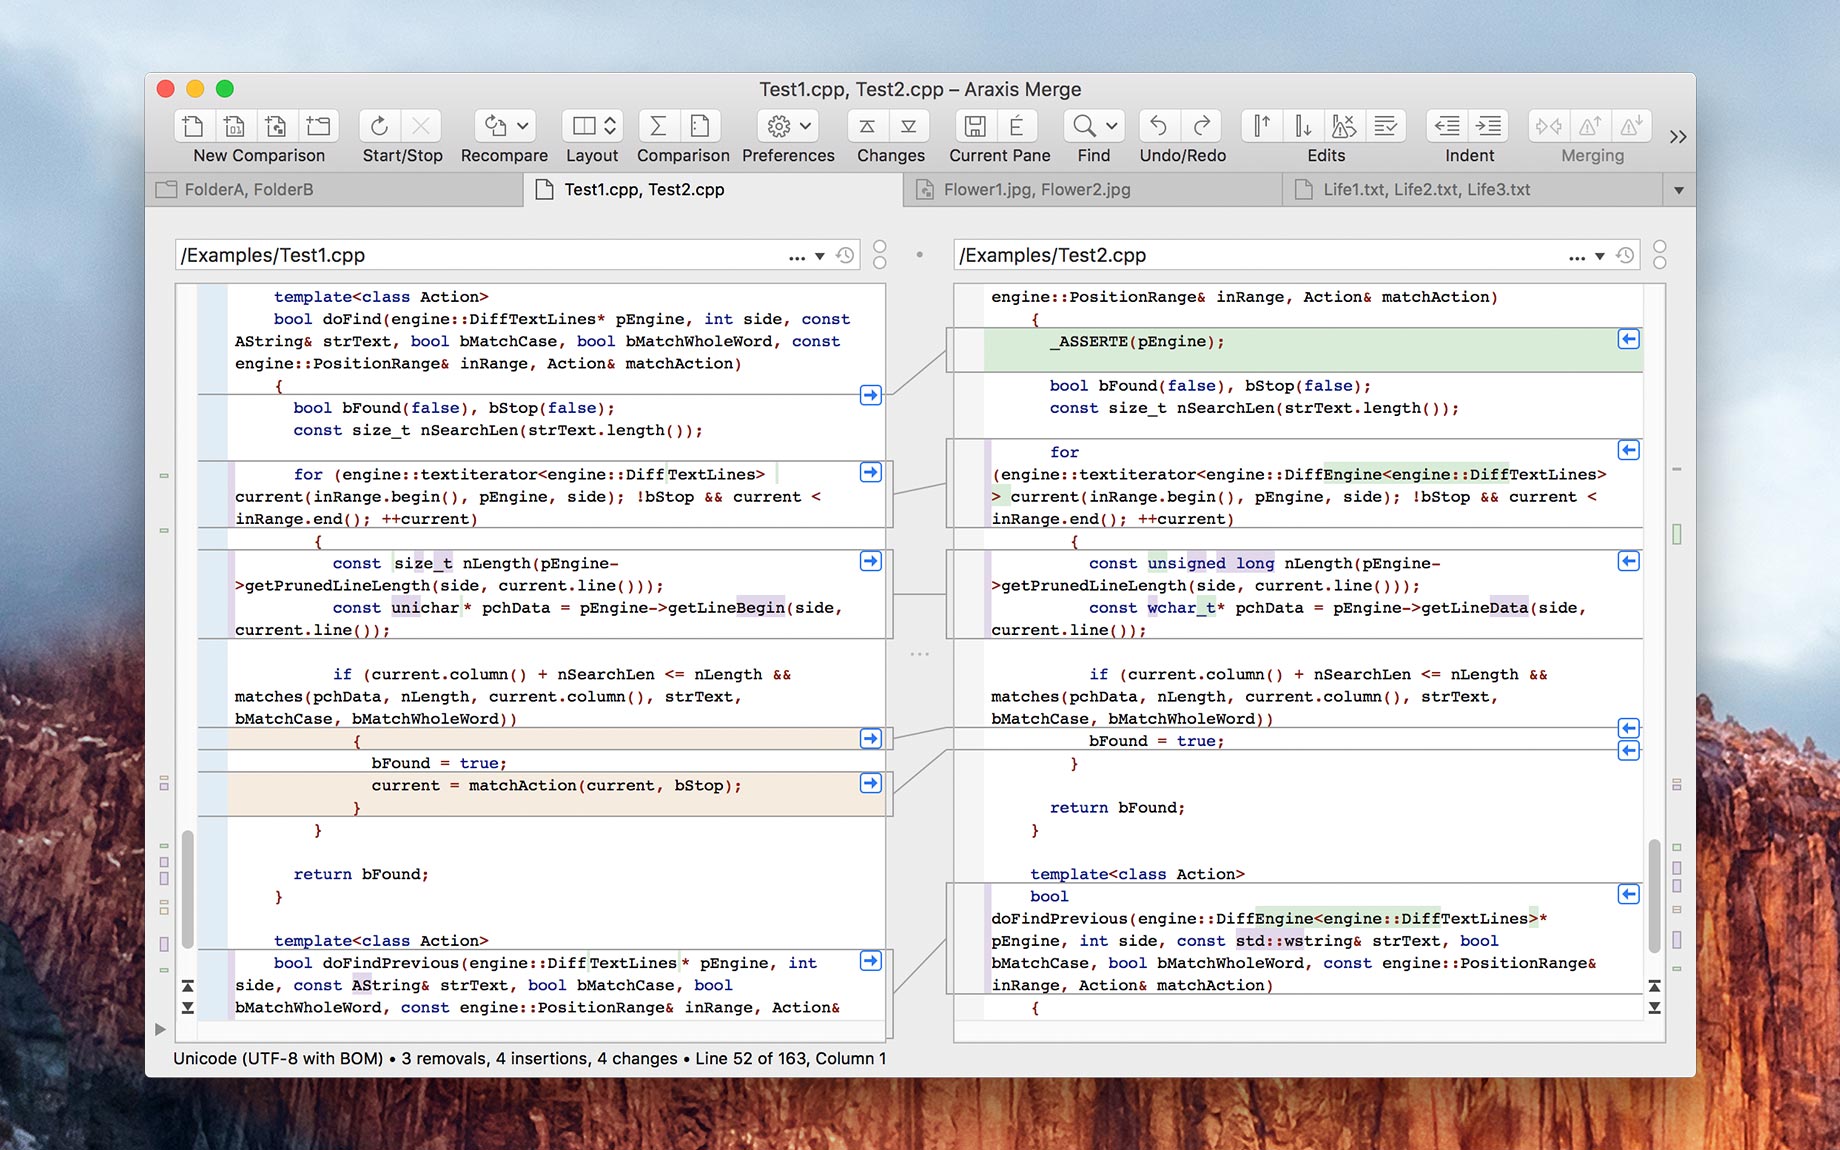 Test1.cpp, Test2.cpp – Araxis Merge
New Comparison
Start/Stop
Recompare
Layout
Comparison
Preferences
Changes
Current Pane
Find
Undo/Redo
Edits
Indent
Merging
FolderA, FolderB
Test1.cpp, Test2.cpp
Flower1.jpg, Flower2.jpg
Life1.txt, Life2.txt, Life3.txt
/Examples/Test1.cpp
template<class Action>
bool doFind(engine::DiffTextLines* pEngine, int side, const
AString& strText, bool bMatchCase, bool bMatchWholeWord, const
engine::PositionRange& inRange, Action& matchAction)
{
bool bFound(false), bStop(false);
const size_t nSearchLen(strText.length());
for (engine::textiterator<engine::DiffTextLines>
current(inRange.begin(), pEngine, side); !bStop && current <
inRange.end(); ++current)
{
const size_t nLength(pEngine-
>getPrunedLineLength(side, current.line()));
const unichar* pchData = pEngine->getLineBegin(side,
current.line());
if (current.column() + nSearchLen <= nLength &&
matches(pchData, nLength, current.column(), strText,
bMatchCase, bMatchWholeWord))
{
bFound = true;
current = matchAction(current, bStop);
}
}
return bFound;
}
template<class Action>
bool doFindPrevious(engine::DiffTextLines* pEngine, int
side, const AString& strText, bool bMatchCase, bool
bMatchWholeWord, const engine::PositionRange& inRange, Action&
/Examples/Test2.cpp
engine::PositionRange& inRange, Action& matchAction)
{
_ASSERTE(pEngine);
bool bFound(false), bStop(false);
const size_t nSearchLen(strText.length());
for
(engine::textiterator<engine::DiffEngine<engine::DiffTextLines>
> current(inRange.begin(), pEngine, side); !bStop && current <
inRange.end(); ++current)
{
const unsigned long nLength(pEngine-
>getPrunedLineLength(side, current.line()));
const wchar_t* pchData = pEngine->getLineData(side,
current.line());
if (current.column() + nSearchLen <= nLength &&
matches(pchData, nLength, current.column(), strText,
bMatchCase, bMatchWholeWord))
bFound = true;
}
return bFound;
}
template<class Action>
bool
doFindPrevious(engine::DiffEngine<engine::DiffTextLines>*
pEngine, int side, const std::wstring& strText, bool
bMatchCase, bool bMatchWholeWord, const engine::PositionRange&
inRange, Action& matchAction)
{
Unicode (UTF-8 with BOM) • 3 removals, 4 insertions, 4 changes • Line 52 of 163, Column 1